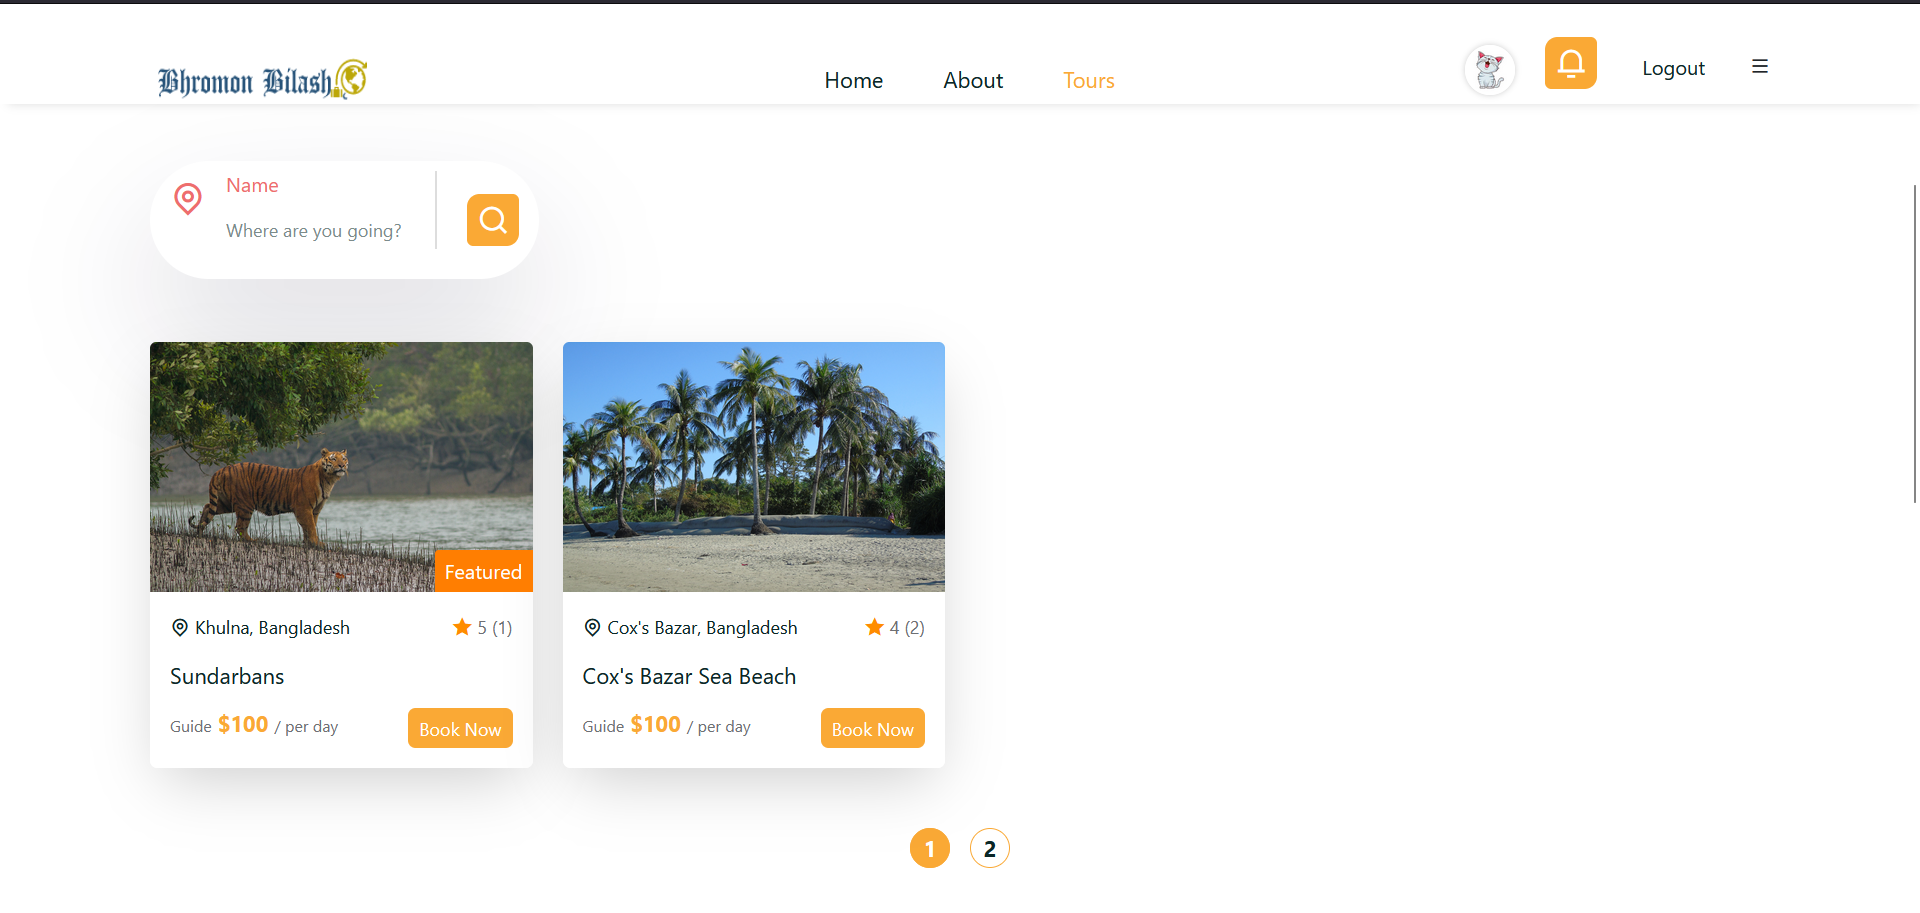 Bhromon Bilash
Home
About
Tours
Logout
Name
Where are you going?
Featured
Khulna, Bangladesh
5 (1)
Sundarbans
Guide $100 / per day
Book Now
Cox's Bazar, Bangladesh
4 (2)
Cox's Bazar Sea Beach
Guide $100 / per day
Book Now
1
2